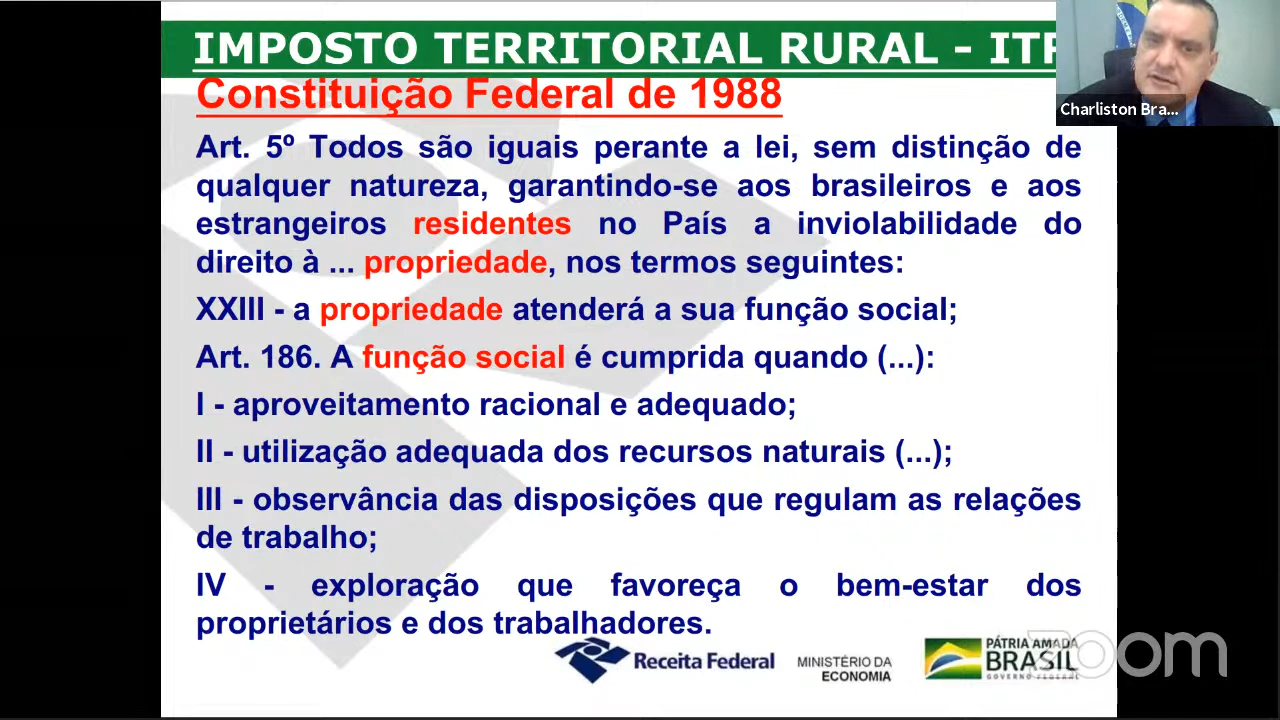 IMPOSTO TERRITORIAL RURAL - IT
Constituição Federal de 1988
Charliston Bra...
Art. 5º Todos são iguais perante a lei, sem distinção de
qualquer natureza, garantindo-se aos brasileiros e aos
estrangeiros residentes no País a inviolabilidade do
direito à ... propriedade, nos termos seguintes:
XXIII - a propriedade atenderá a sua função social;
Art. 186. A função social é cumprida quando (...):
I - aproveitamento racional e adequado;
II - utilização adequada dos recursos naturais (...);
III - observância das disposições que regulam as relações
de trabalho;
IV - exploração que favoreça o bem-estar dos
proprietários e dos trabalhadores.
Receita Federal
MINISTÉRIO DA
ECONOMIA
PÁTRIA AMADA
BRASIL
GOVERNO FEDERAL
zoom